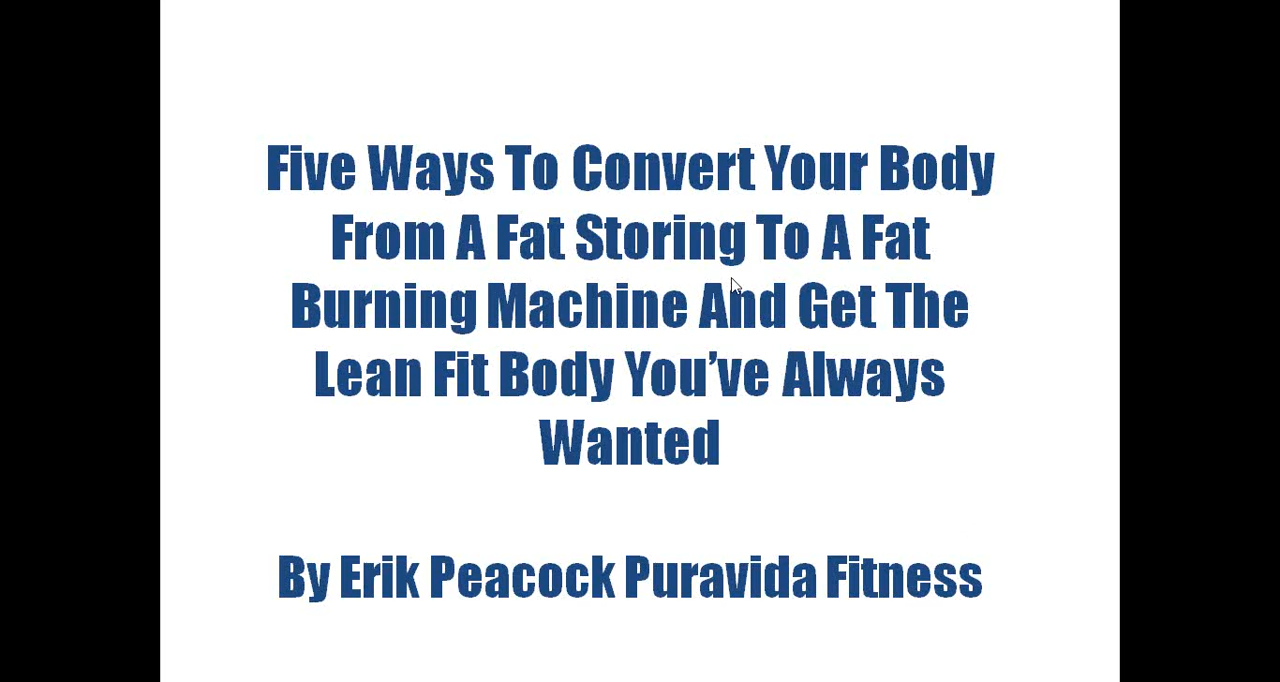 Five Ways To Convert Your Body
From A Fat Storing To A Fat
Burning Machine And Get The
Lean Fit Body You’ve Always
Wanted
By Erik Peacock Puravida Fitness